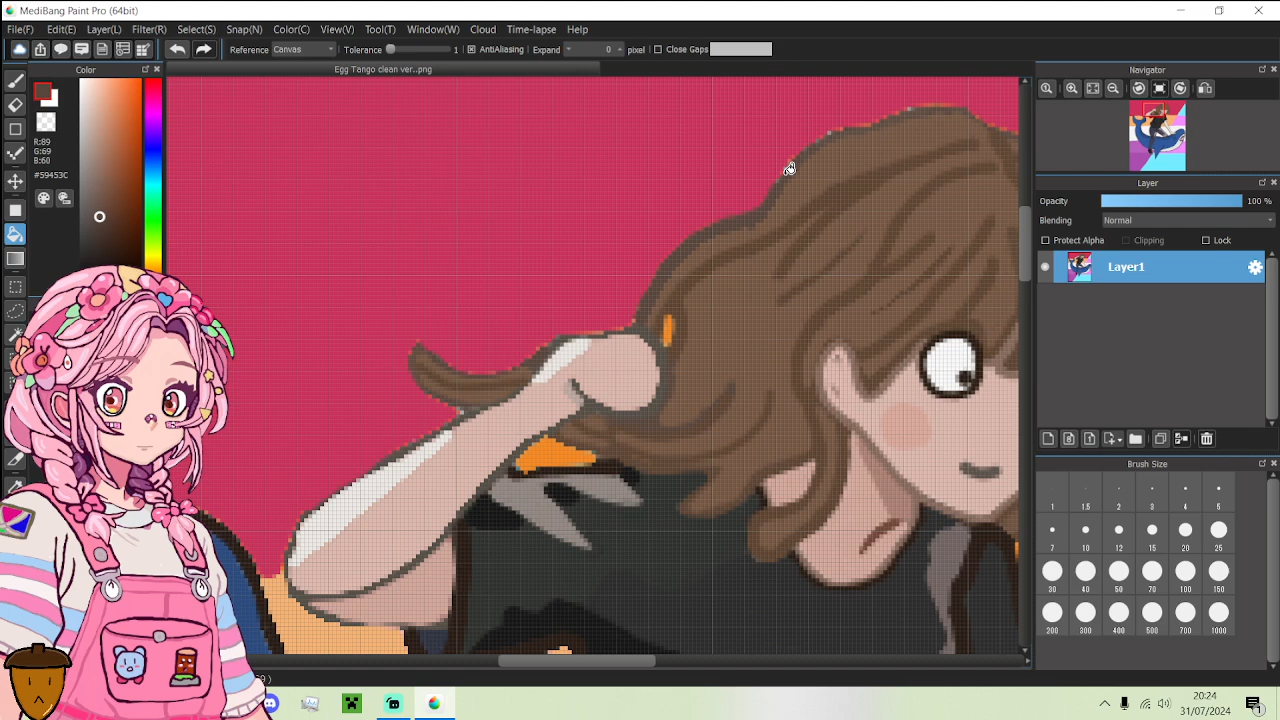 MediBang Paint Pro (64bit)
File(F) Edit(E) Layer(L) Filter(R) Select(S) Snap(N) Color(C) View(V) Tool(T) Window(W) Cloud Time-lapse Help
Reference Canvas Tolerance 1 AntiAliasing Expand 0 pixel Close Gaps
Color
Egg Tango clean ver..png
Navigator
R:89
G:69
B:60
#59453C
Layer
Opacity 100 %
Blending Normal
Protect Alpha Clipping Lock
Layer1
Brush Size
1 1.5 2 3 4 5
7 10 12 15 20 25
30 40 50 70 100 150
200 300 400 500 700 1000
20:24
31/07/2024
1